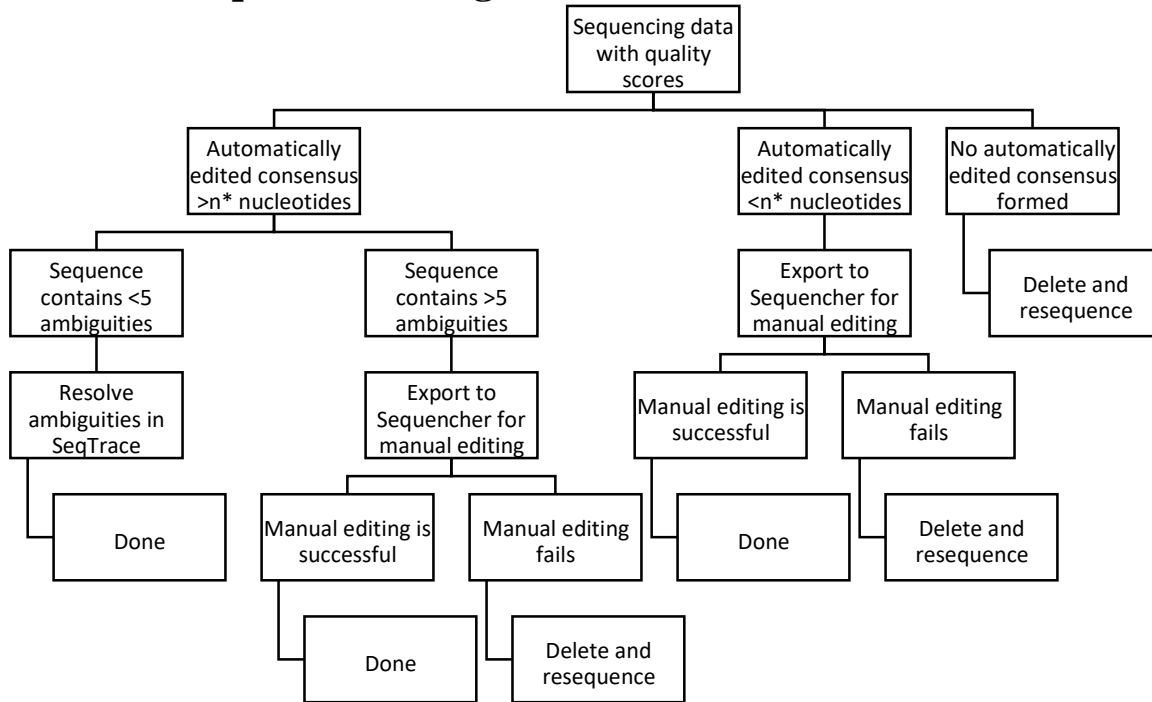 Sequencing data
with quality
scores
Automatically
edited consensus
>n* nucleotides
Automatically
edited consensus
<n* nucleotides
No automatically
edited consensus
formed
Sequence
contains <5
ambiguities
Sequence
contains >5
ambiguities
Export to
Sequencher for
manual editing
Delete and
resequence
Resolve
ambiguities in
SeqTrace
Export to
Sequencher for
manual editing
Manual editing is
successful
Manual editing
fails
Done
Manual editing is
successful
Manual editing
fails
Done
Delete and
resequence
Done
Delete and
resequence